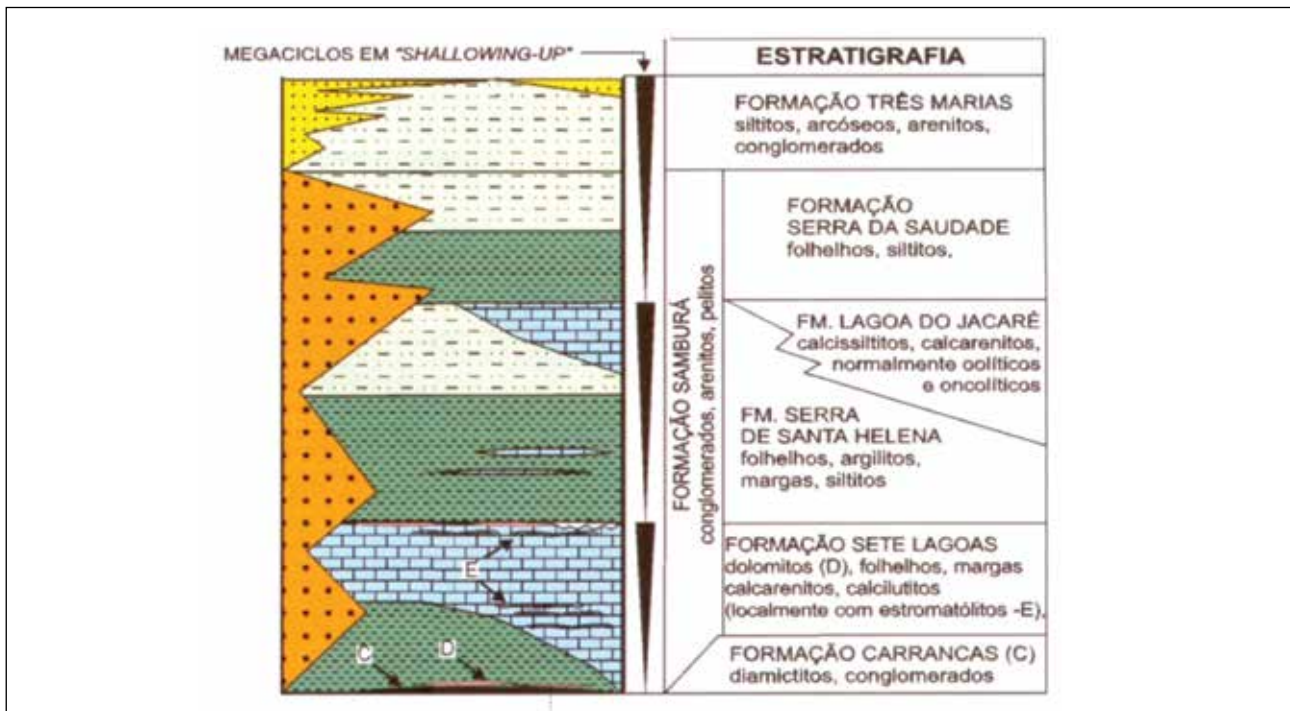 MEGACICLOS EM "SHALLOWING-UP"
ESTRATIGRAFIA
FORMAÇÃO TRÊS MARIAS
siltitos, arcóseos, arenitos,
conglomerados
FORMAÇÃO
SERRA DA SAUDADE
folhelhos, siltitos,
FORMAÇÃO SAMBURÁ
conglomerados, arenitos, pelitos
FM. LAGOA DO JACARÉ
calcissiltitos, calcarenitos,
normalmente oolíticos
e oncolíticos
FM. SERRA
DE SANTA HELENA
folhelhos, argilitos,
margas, siltitos
FORMAÇÃO SETE LAGOAS
dolomitos (D), folhelhos, margas
calcarenitos, calcilutitos
(localmente com estromatólitos -E).
FORMAÇÃO CARRANCAS (C)
diamictitos, conglomerados
E
C
D